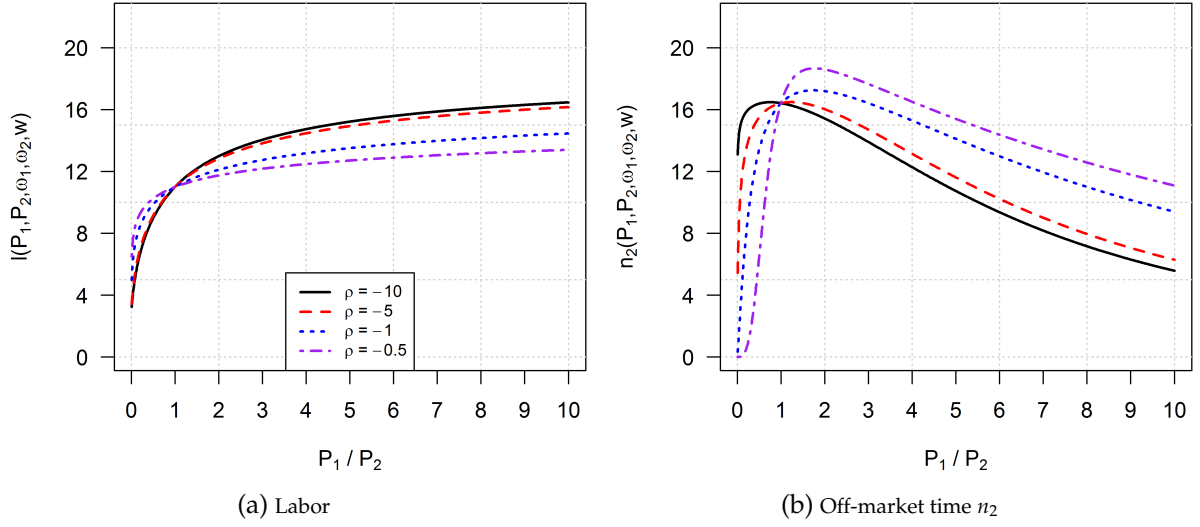 l(P₁,P₂,ω₁,ω₂,w)
20
16
12
8
4
0
0 1 2 3 4 5 6 7 8 9 10
P₁ / P₂
ρ = −10
ρ = −5
ρ = −1
ρ = −0.5
(a) Labor
n₂(P₁,P₂,ω₁,ω₂,w)
20
16
12
8
4
0
0 1 2 3 4 5 6 7 8 9 10
P₁ / P₂
(b) Off-market time n₂